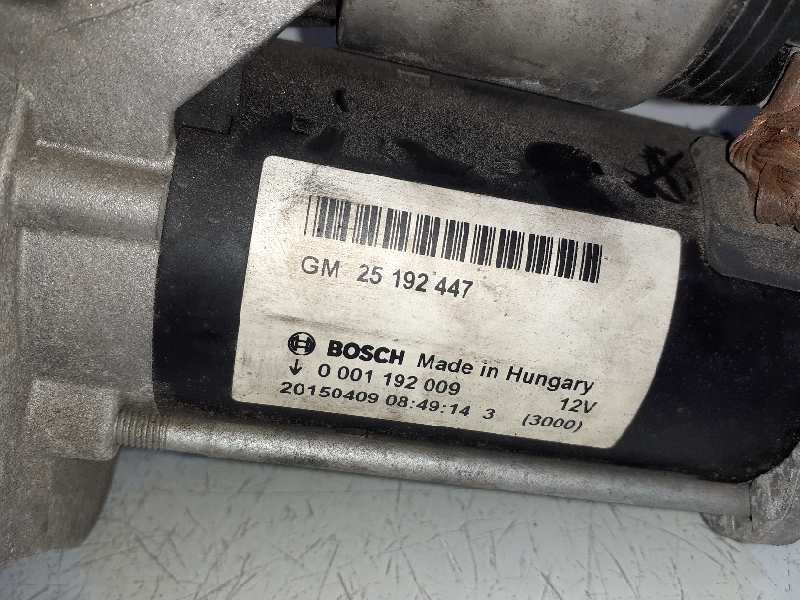 GM 25 192 447
BOSCH Made in Hungary
↓ 0 001 192 009 12V
20150409 08:49:14 3 (3000)